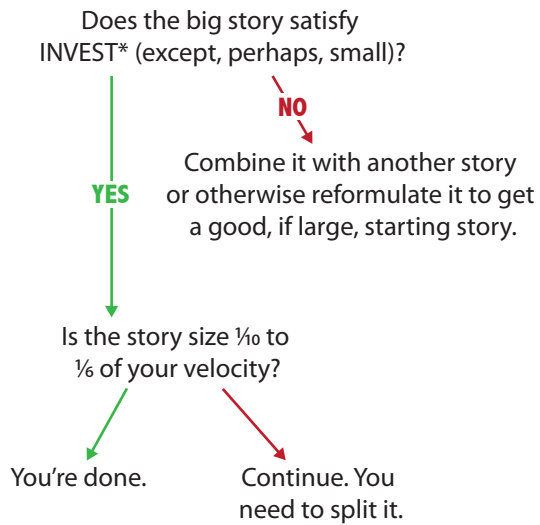 Does the big story satisfy
INVEST* (except, perhaps, small)?
NO
Combine it with another story
or otherwise reformulate it to get
a good, if large, starting story.
YES
Is the story size ⅒ to
⅙ of your velocity?
You’re done.
Continue. You
need to split it.